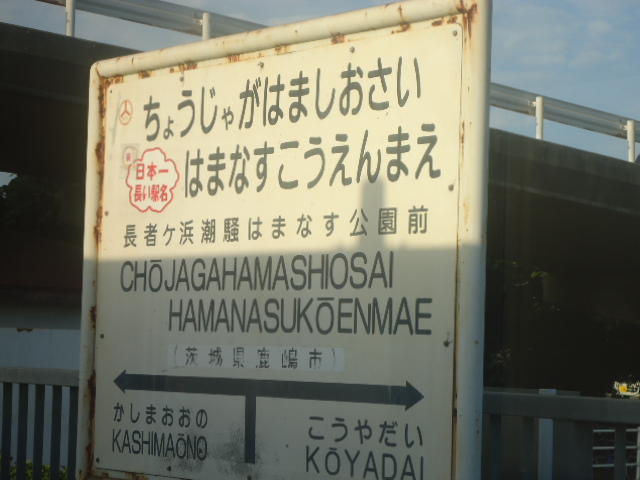 ちょうじゃがはましおさい
はまなすこうえんまえ
日本一
長い駅名
長者ケ浜潮騒はまなす公園前
CHŌJAGAHAMASHIOSAI
HAMANASUKŌENMAE
(茨城県鹿嶋市)
かしまおおの
KASHIMAŌNO
こうやだい
KŌYADAI